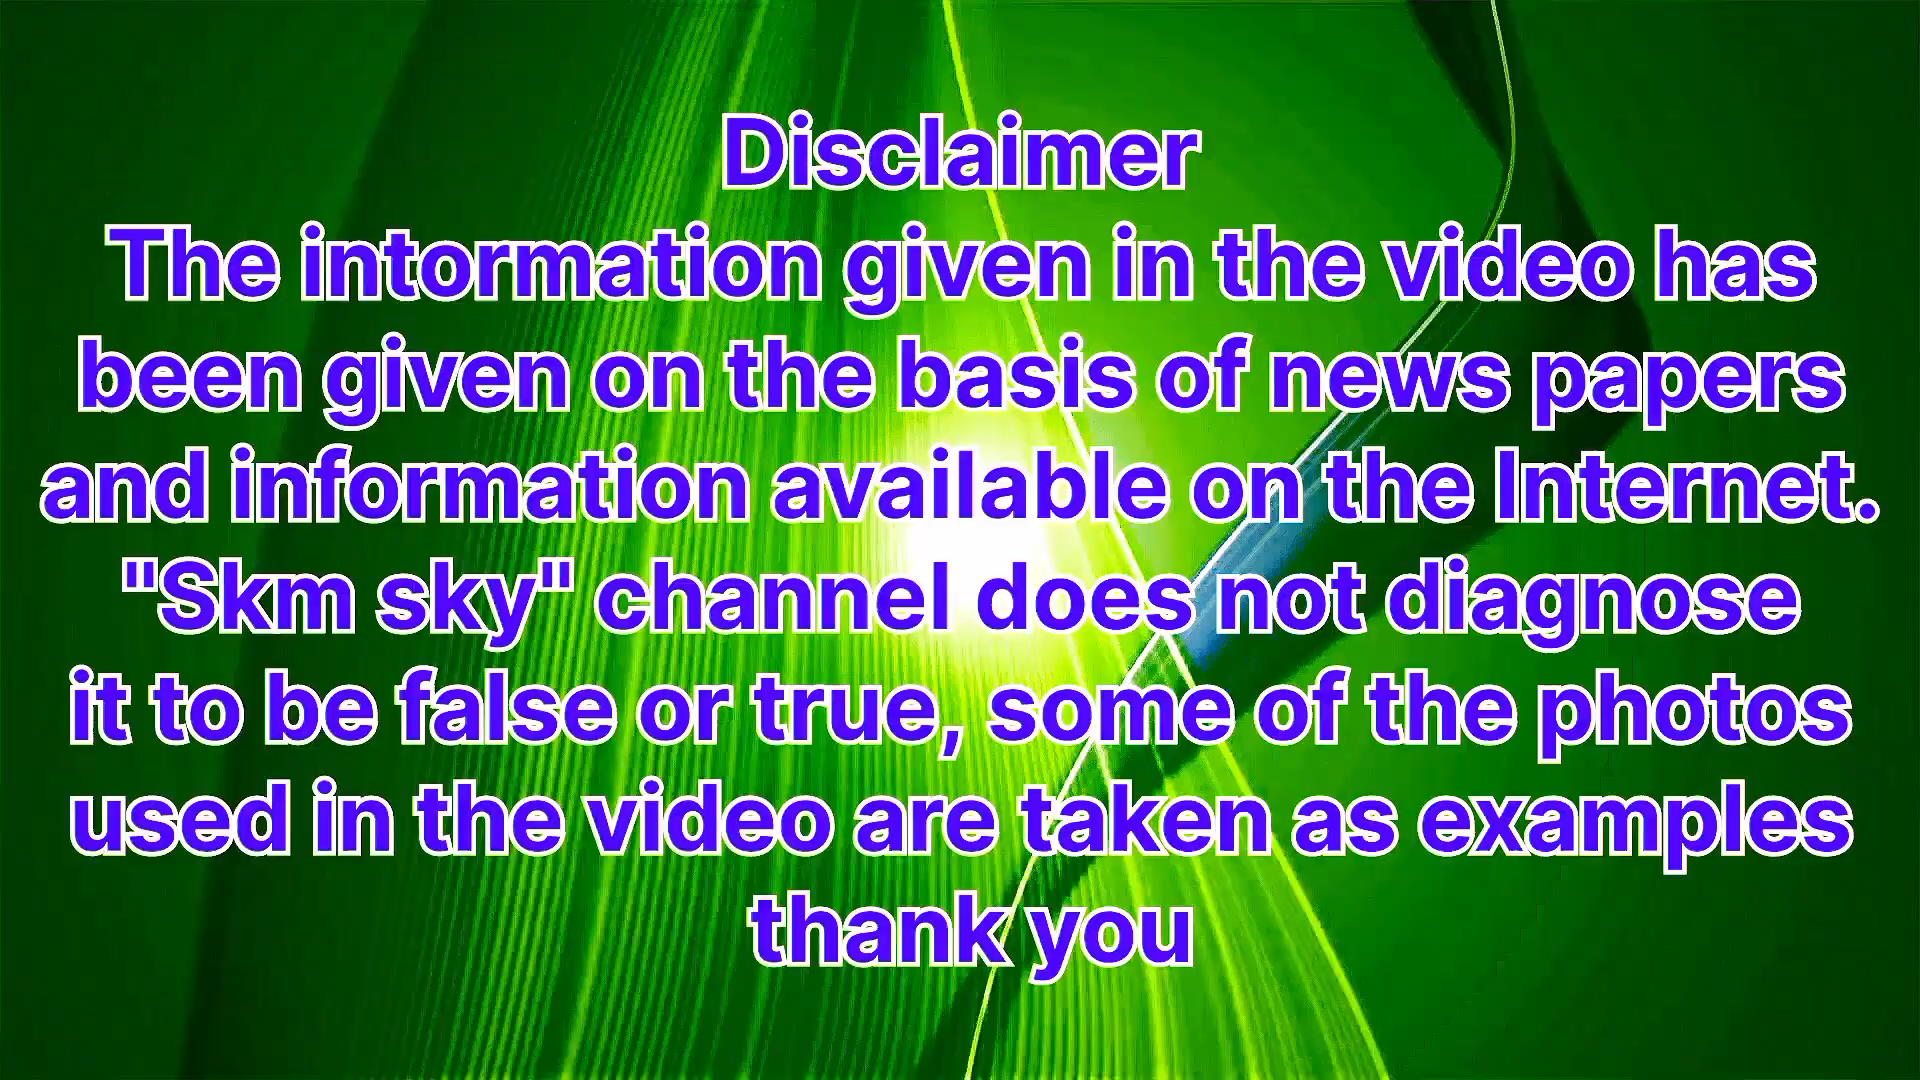 Disclaimer
The intormation given in the video has
been given on the basis of news papers
and information available on the Internet.
"Skm sky" channel does not diagnose
it to be false or true, some of the photos
used in the video are taken as examples
thank you